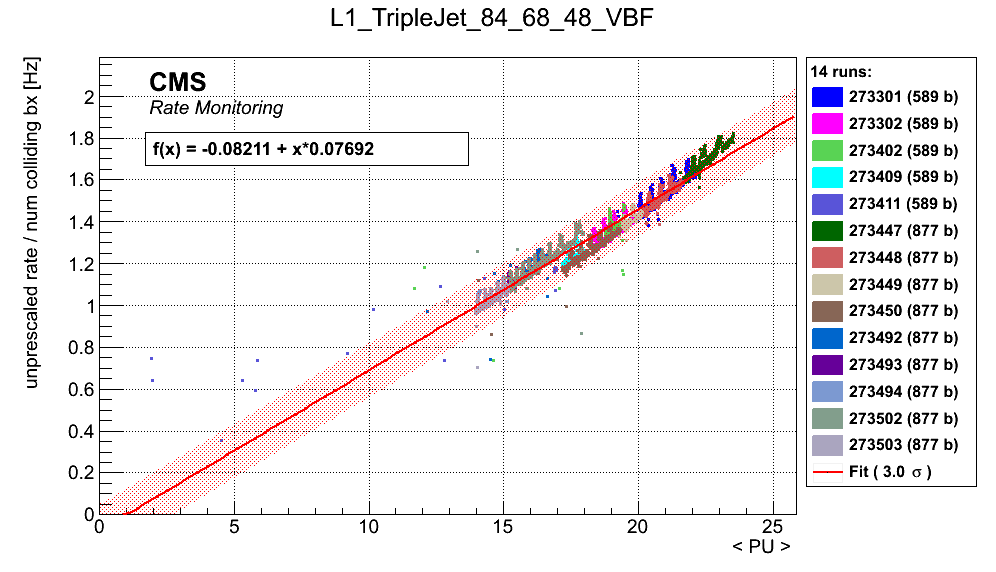 L1_TripleJet_84_68_48_VBF
unprescaled rate / num colliding bx [Hz]
CMS
Rate Monitoring
f(x) = -0.08211 + x*0.07692
2
1.8
1.6
1.4
1.2
1
0.8
0.6
0.4
0.2
0
0 5 10 15 20 25
< PU >
14 runs:
273301 (589 b)
273302 (589 b)
273402 (589 b)
273409 (589 b)
273411 (589 b)
273447 (877 b)
273448 (877 b)
273449 (877 b)
273450 (877 b)
273492 (877 b)
273493 (877 b)
273494 (877 b)
273502 (877 b)
273503 (877 b)
Fit ( 3.0 σ )